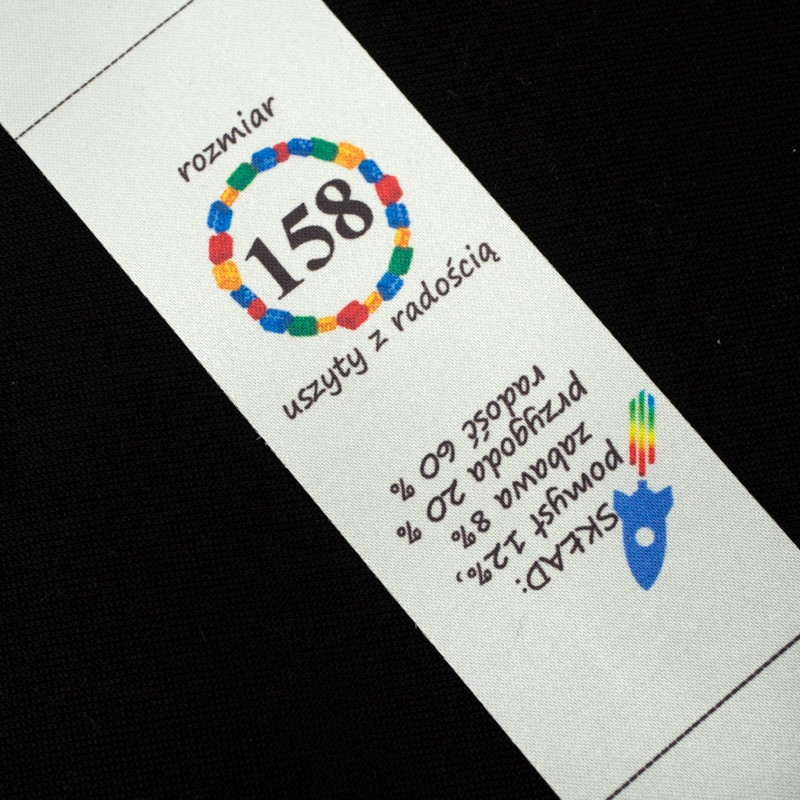 rozmiar
158
uszyty z radością
SKŁAD:
pomysł 12%,
zabawa 8%
przygoda 20 %
radość 60 %